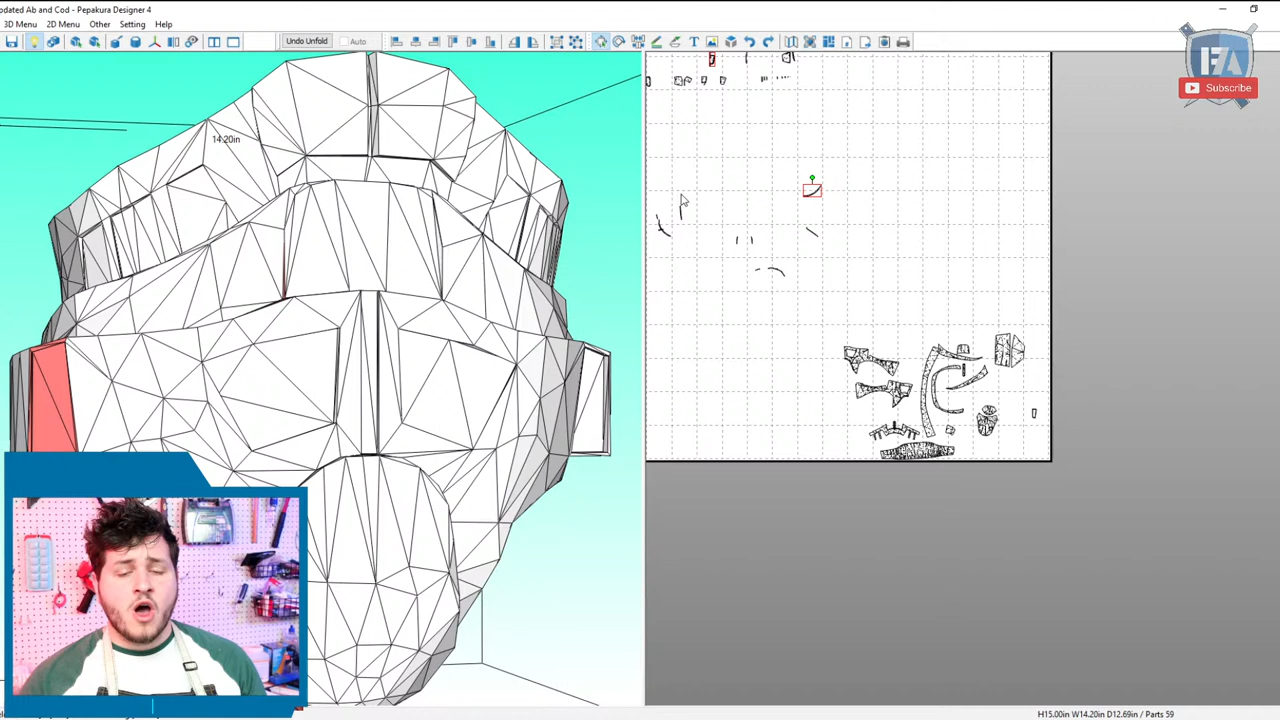 pdated Ab and Cod - Pepakura Designer 4
3D Menu 2D Menu Other Setting Help
Undo Unfold Auto
14.20in
Subscribe
H15.00in W14.20in D12.69in / Parts 59